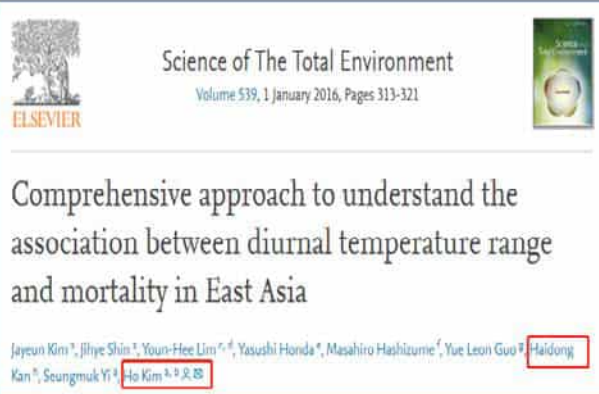 Science of The Total Environment
Volume 539, 1 January 2016, Pages 313-321
ELSEVIER
Comprehensive approach to understand the
association between diurnal temperature range
and mortality in East Asia
Jayeun Kim, Jihye Shin, Youn-Hee Lim, Yasushi Honda, Masahiro Hashizume, Yue Leon Guo, Haidong
Kan, Seungmuk Yi, Ho Kim